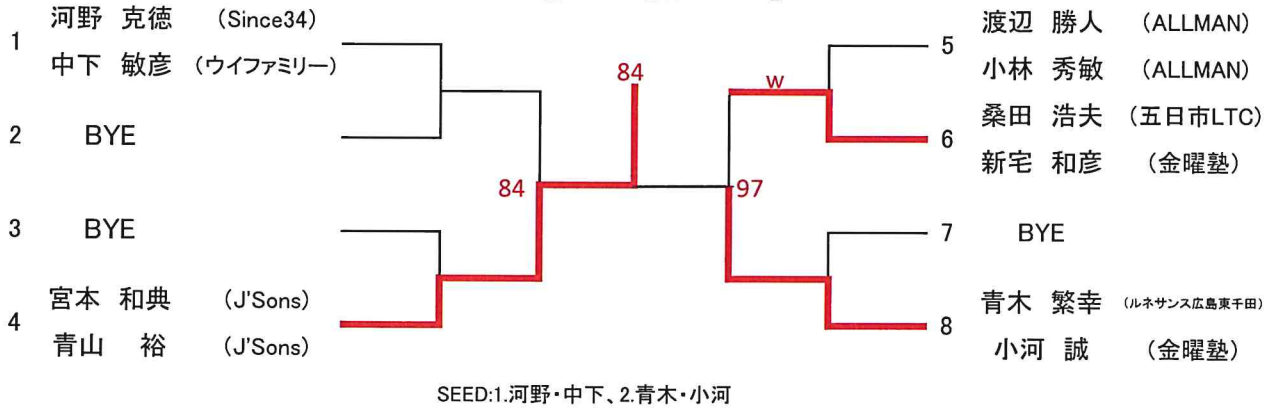 1
河野 克徳 (Since34)
中下 敏彦 (ウイファミリー)
2 BYE
3 BYE
4
宮本 和典 (J'Sons)
青山 裕 (J'Sons)
84
84
w
97
5
渡辺 勝人 (ALLMAN)
小林 秀敏 (ALLMAN)
6
桑田 浩夫 (五日市LTC)
新宅 和彦 (金曜塾)
7 BYE
8
青木 繁幸 (ルネサンス広島東千田)
小河 誠 (金曜塾)
SEED:1.河野・中下、2.青木・小河